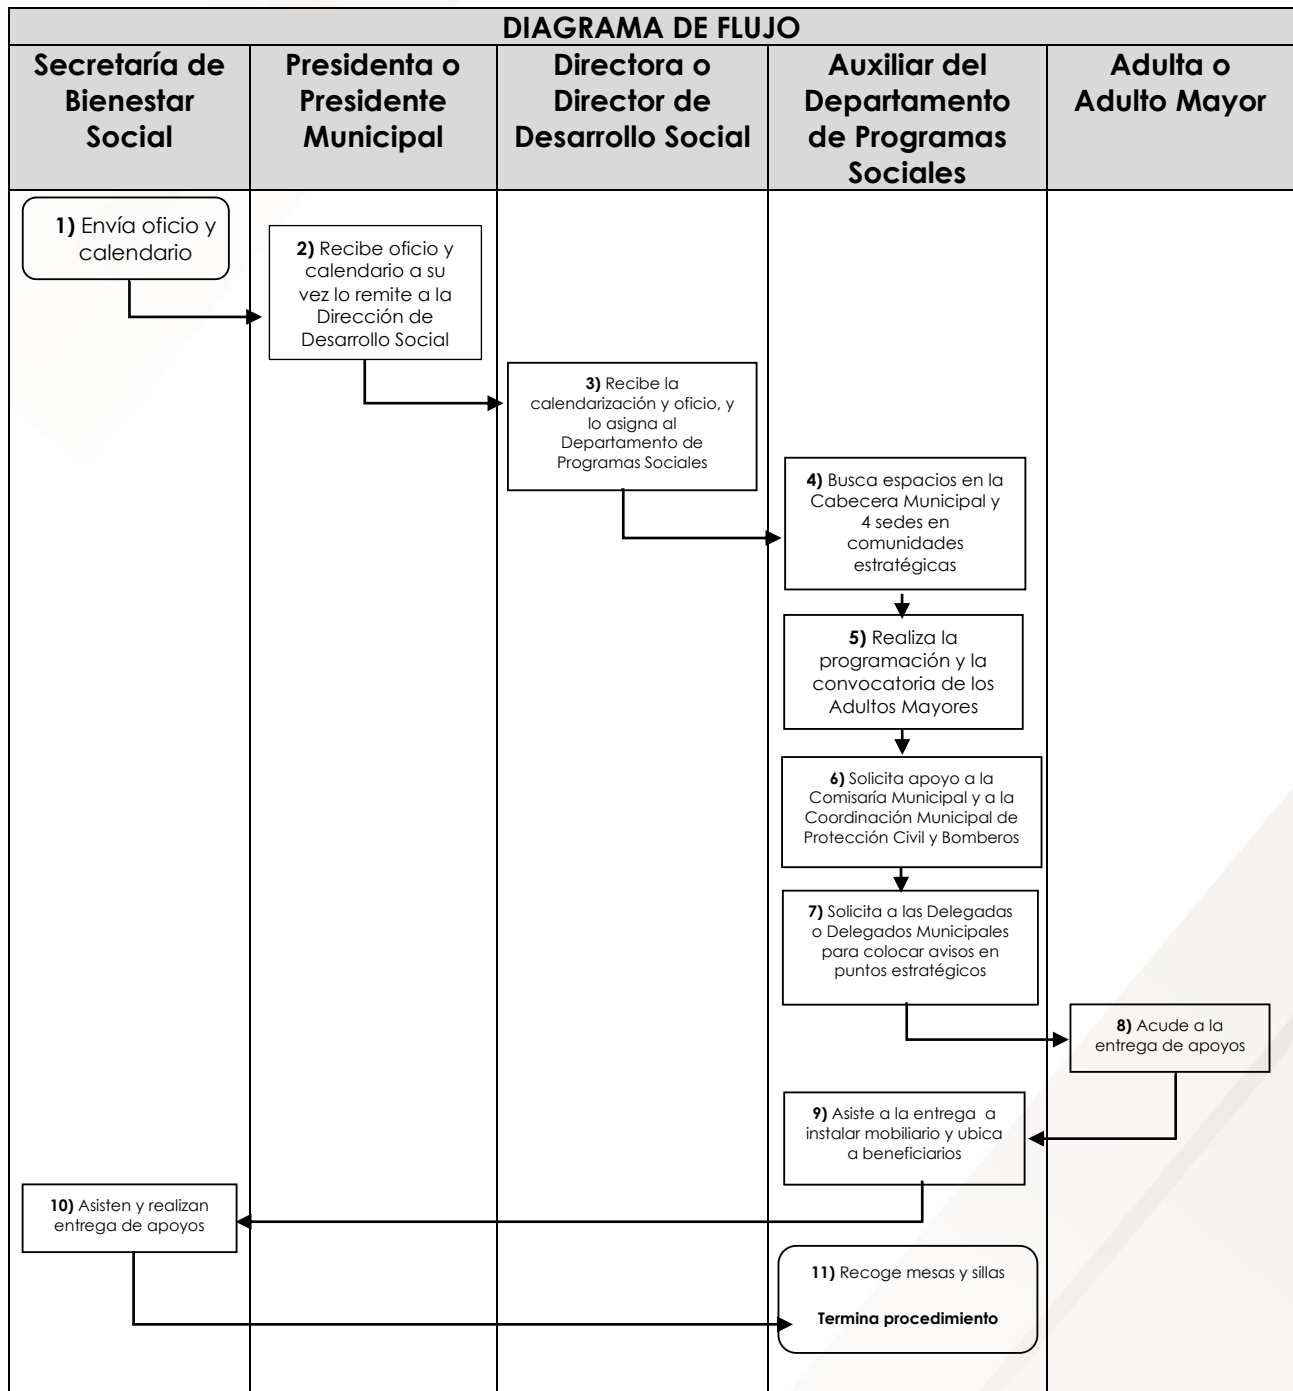 DIAGRAMA DE FLUJO
Secretaría de
Bienestar
Social
Presidenta o
Presidente
Municipal
Directora o
Director de
Desarrollo Social
Auxiliar del
Departamento
de Programas
Sociales
Adulta o
Adulto Mayor
1) Envía oficio y
calendario
2) Recibe oficio y
calendario a su
vez lo remite a la
Dirección de
Desarrollo Social
3) Recibe la
calendarización y oficio, y
lo asigna al
Departamento de
Programas Sociales
4) Busca espacios en la
Cabecera Municipal y
4 sedes en
comunidades
estratégicas
5) Realiza la
programación y la
convocatoria de los
Adultos Mayores
6) Solicita apoyo a la
Comisaría Municipal y a la
Coordinación Municipal de
Protección Civil y Bomberos
7) Solicita a las Delegadas
o Delegados Municipales
para colocar avisos en
puntos estratégicos
8) Acude a la
entrega de apoyos
9) Asiste a la entrega a
instalar mobiliario y ubica
a beneficiarios
10) Asisten y realizan
entrega de apoyos
11) Recoge mesas y sillas
Termina procedimiento